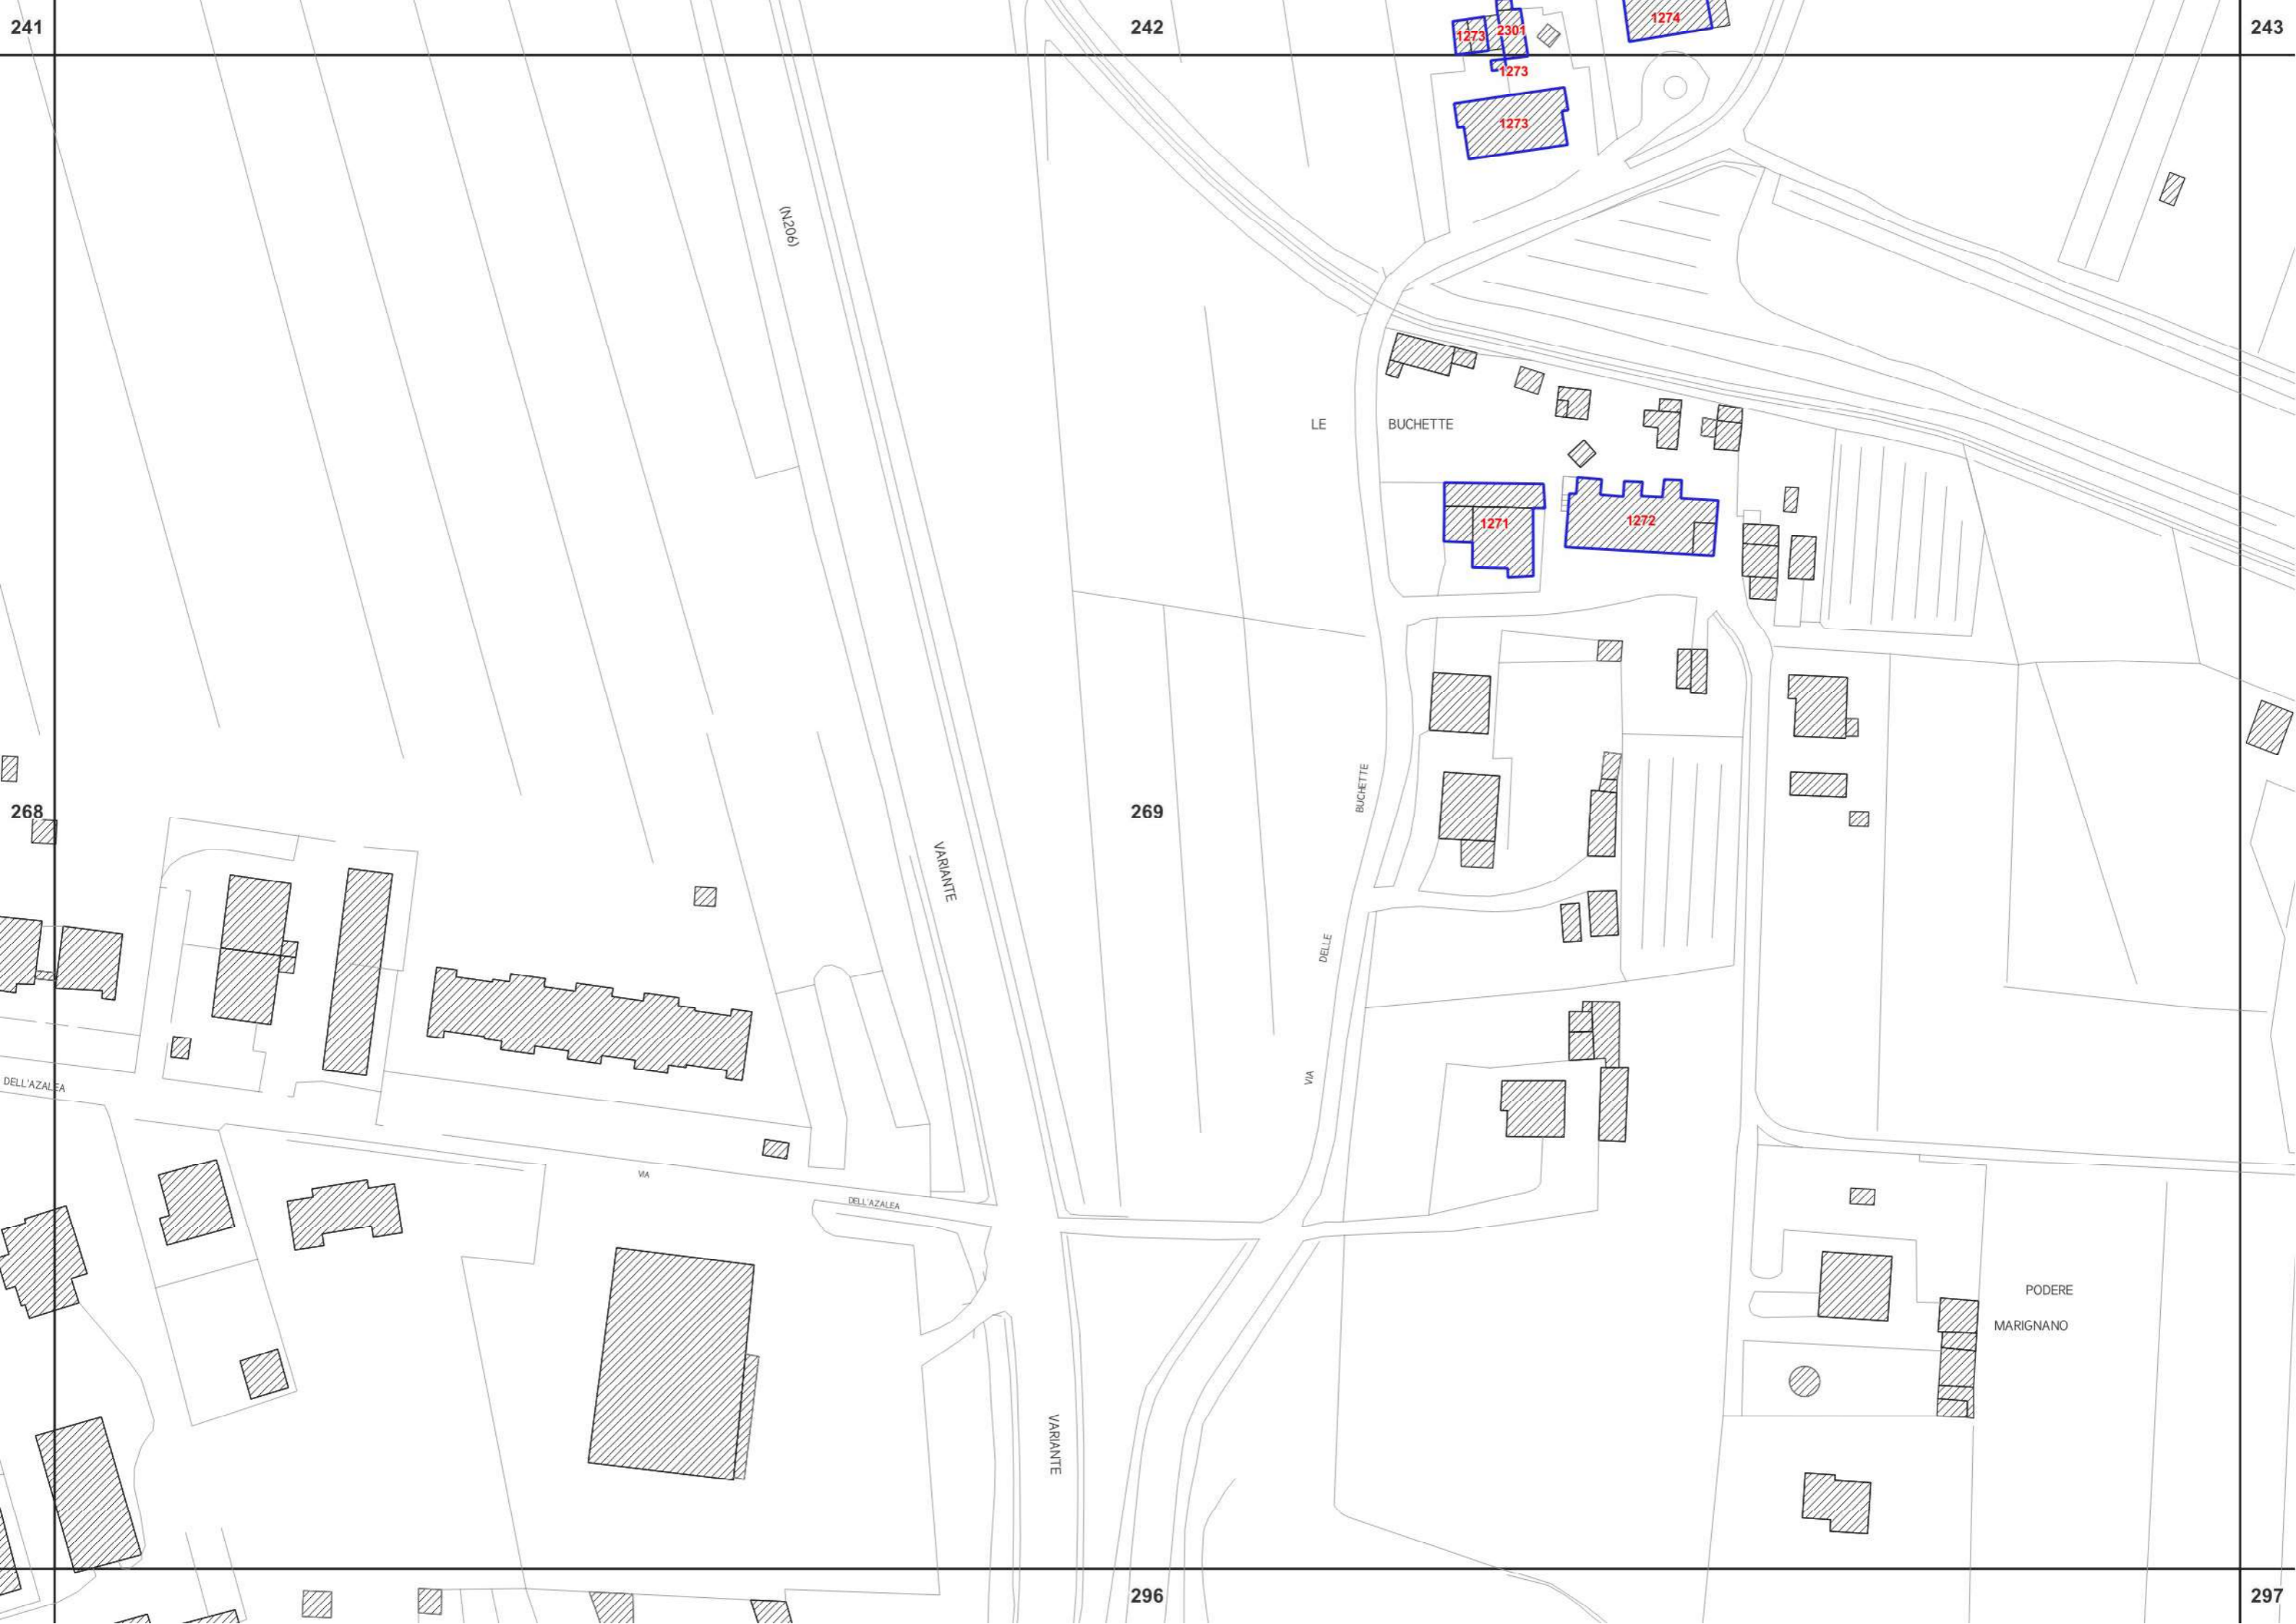 241
242
243
1273
2301
1274
1273
1273
(N206)
LE BUCHETTE
1271
1272
BUCHETTE
268
269
VARIANTE
DELLE
VIA
DELL'AZALEA
VIA
DELL'AZALEA
PODERE
MARIGNANO
VARIANTE
296
297